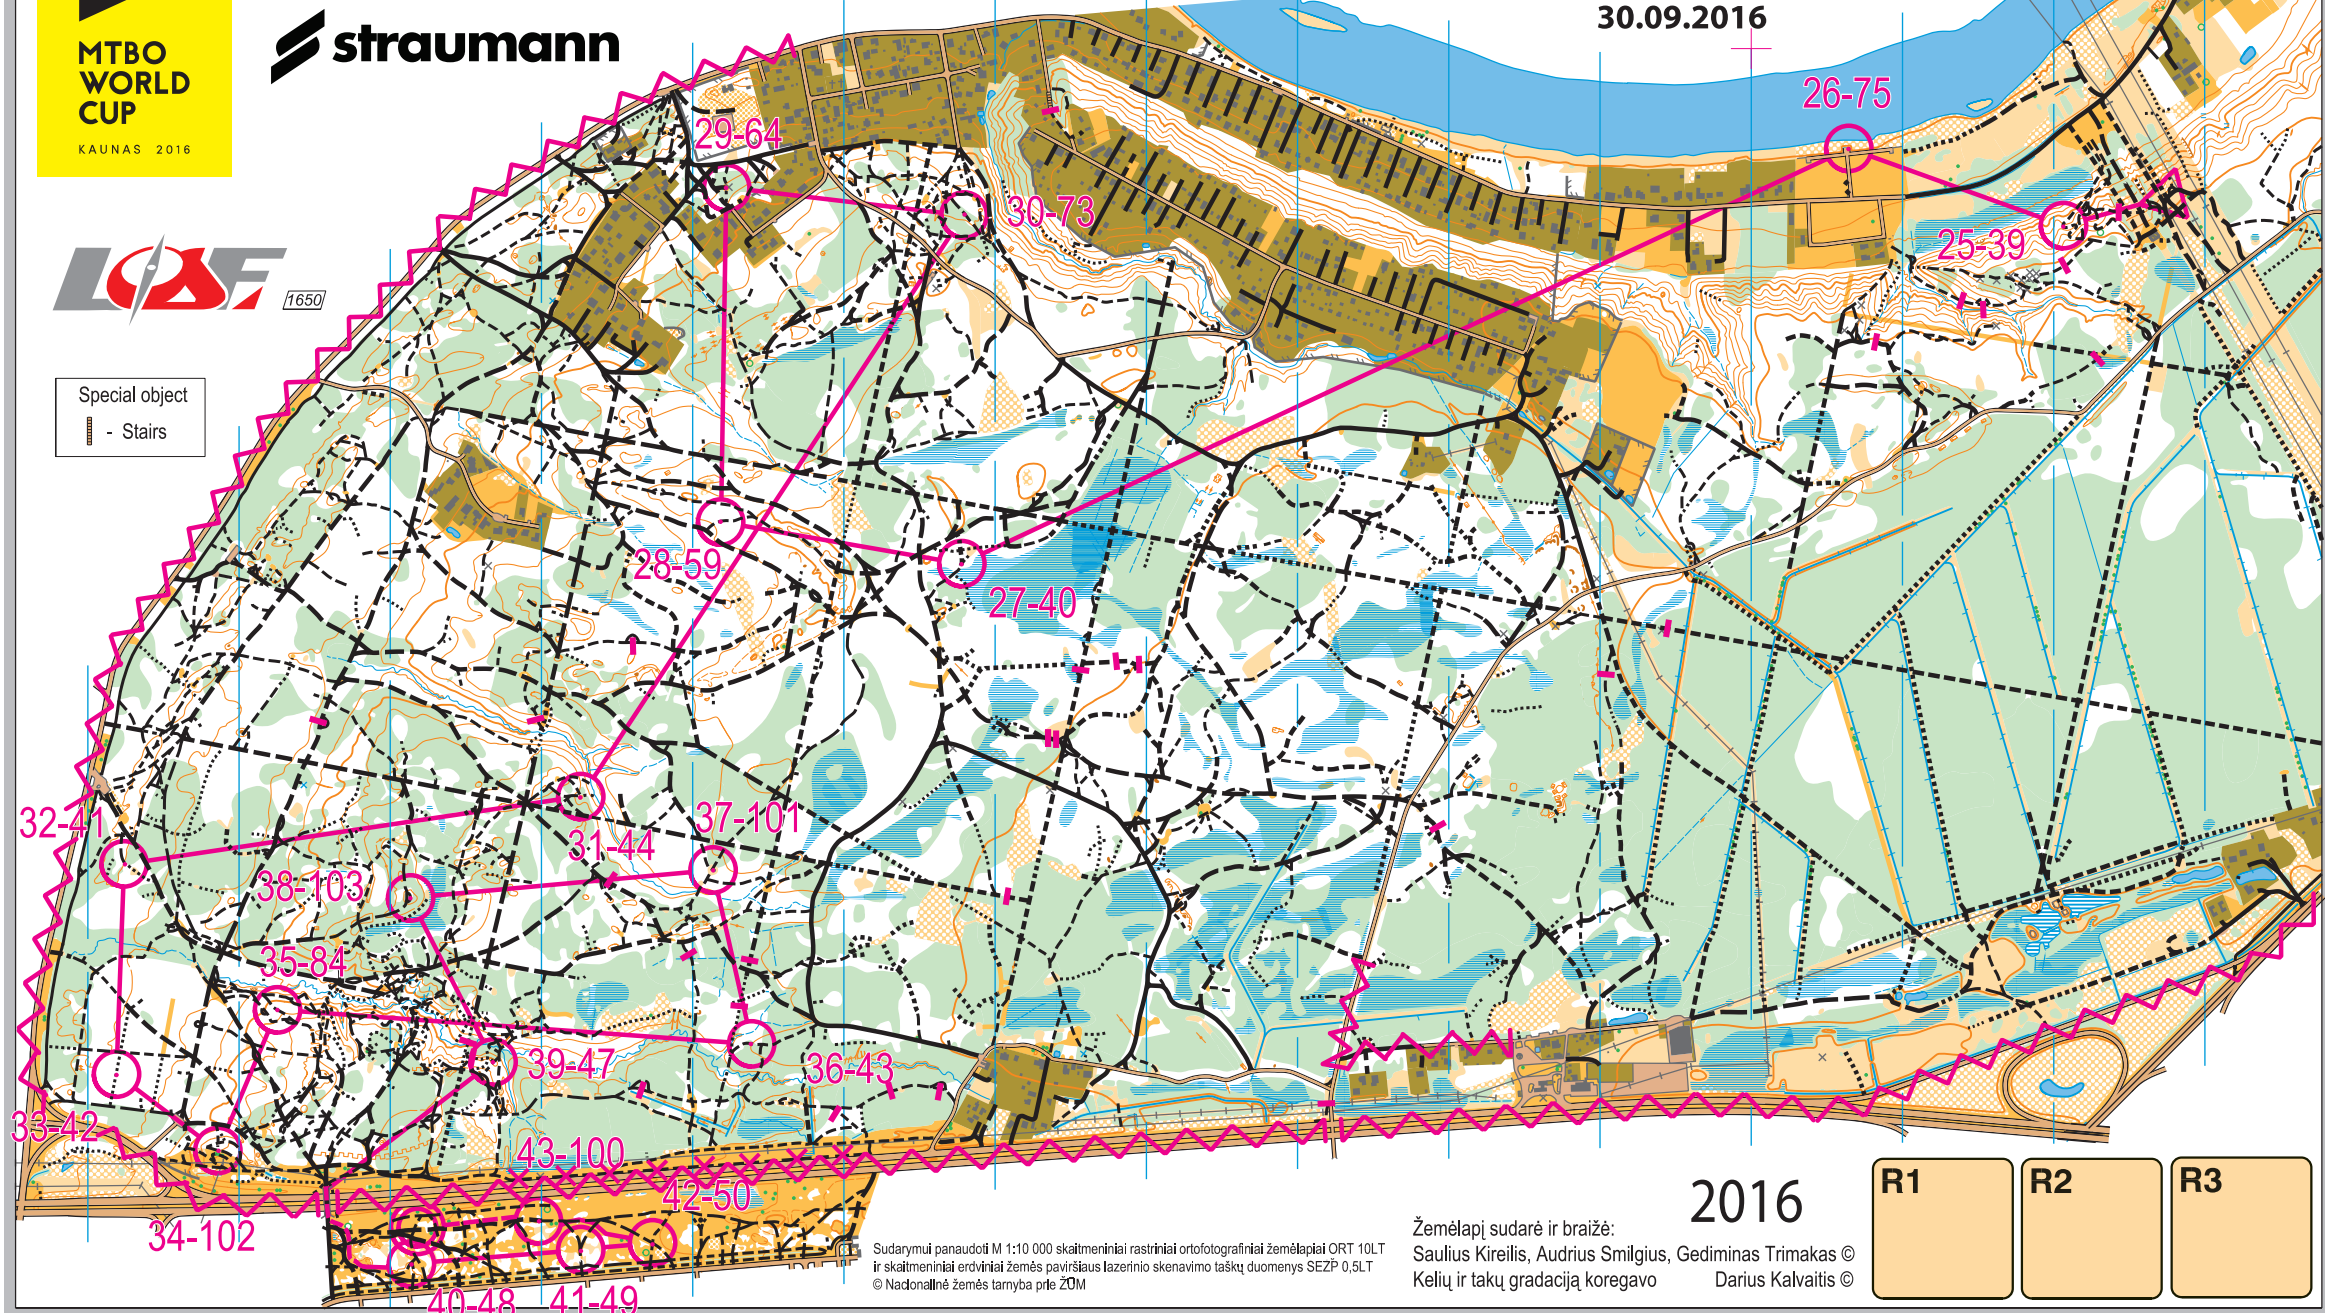 30.09.2016
MTBO
WORLD
CUP
KAUNAS 2016
straumann
LOSF
1650
Special object
- Stairs
29-64
26-75
30-73
25-39
28-59
27-40
32-41
31-44
37-101
38-103
35-84
39-47
36-43
33-42
43-100
42-50
34-102
40-48
41-49
Sudarymui panaudoti M 1:10 000 skaitmeniniai rastriniai ortofotografiniai žemėlapiai ORT 10LT
ir skaitmeniniai erdviniai žemės paviršiaus lazerinio skenavimo taškų duomenys SEŽP 0,5LT
© Nacionalinė žemės tarnyba prie ŽŪM
2016
Žemėlapį sudarė ir braižė:
Saulius Kireilis, Audrius Smilgius, Gediminas Trimakas ©
Kelių ir takų gradaciją koregavo Darius Kalvaitis ©
R1
R2
R3